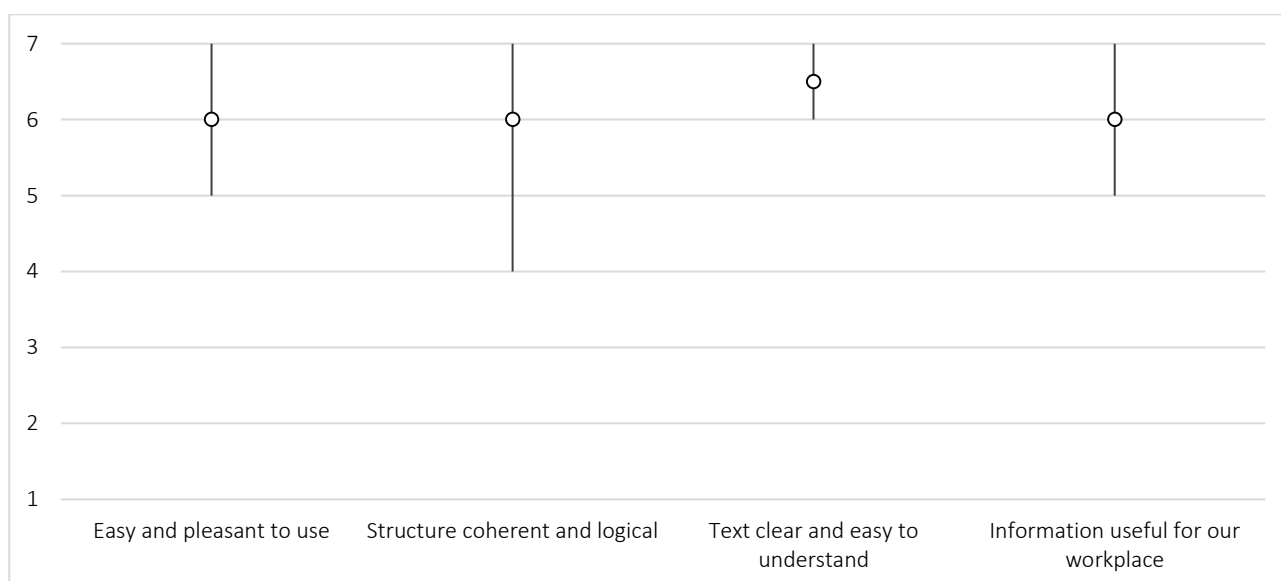 7
6
5
4
3
2
1
Easy and pleasant to use
Structure coherent and logical
Text clear and easy to
understand
Information useful for our
workplace